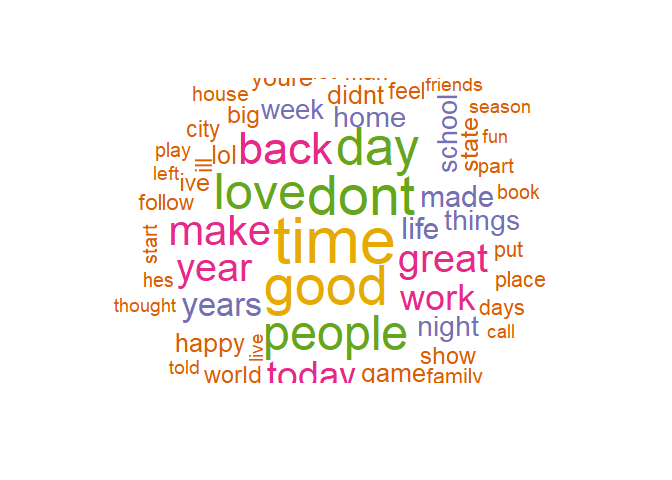 youre
house didnt feel friends
big week home school season
city state fun
play ill lol back day part
left ive love dont made book
follow life things
start make time great put
hes year good work place
thought years people night days
call
happy live show
told world today game family